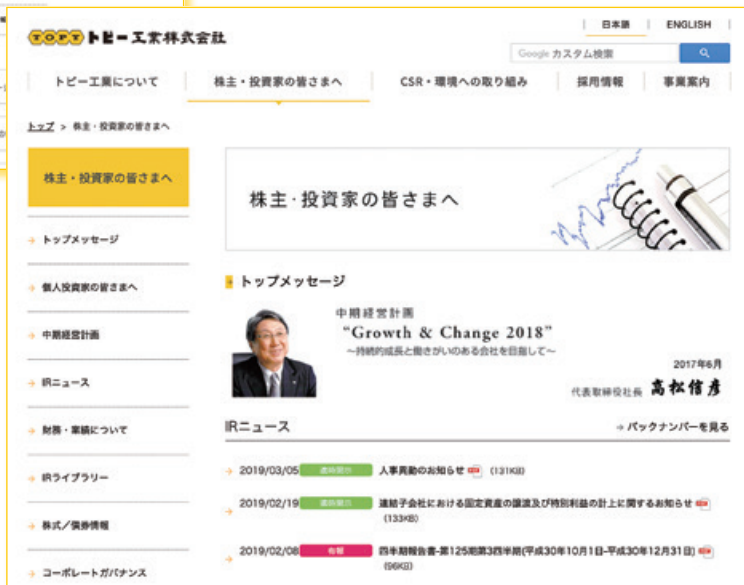 TOPY トピー工業株式会社
日本語
ENGLISH
Google カスタム検索
トピー工業について
株主・投資家の皆さまへ
CSR・環境への取り組み
採用情報
事業案内
トップ > 株主・投資家の皆さまへ
株主・投資家の皆さまへ
トップメッセージ
個人投資家の皆さまへ
中期経営計画
IRニュース
財務・業績について
IRライブラリー
株式/債券情報
コーポレートガバナンス
株主・投資家の皆さまへ
トップメッセージ
中期経営計画
“Growth & Change 2018”
~持続的成長と働きがいのある会社を目指して~
2017年6月
代表取締役社長 高松信彦
IRニュース
バックナンバーを見る
2019/03/05 適時開示 人事異動のお知らせ (131KB)
2019/02/19 適時開示 連結子会社における固定資産の譲渡及び特別利益の計上に関するお知らせ
(133KB)
2019/02/08 有報 四半期報告書-第125期第3四半期(平成30年10月1日-平成30年12月31日)
(96KB)